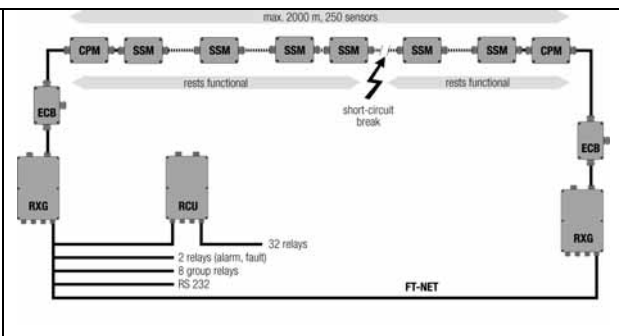 max. 2000 m, 250 sensors
CPM SSM SSM SSM SSM SSM SSM CPM
rests functional rests functional
short-circuit
break
ECB ECB
RXG RCU RXG
32 relays
2 relays (alarm, fault)
8 group relays
RS 232
FT-NET